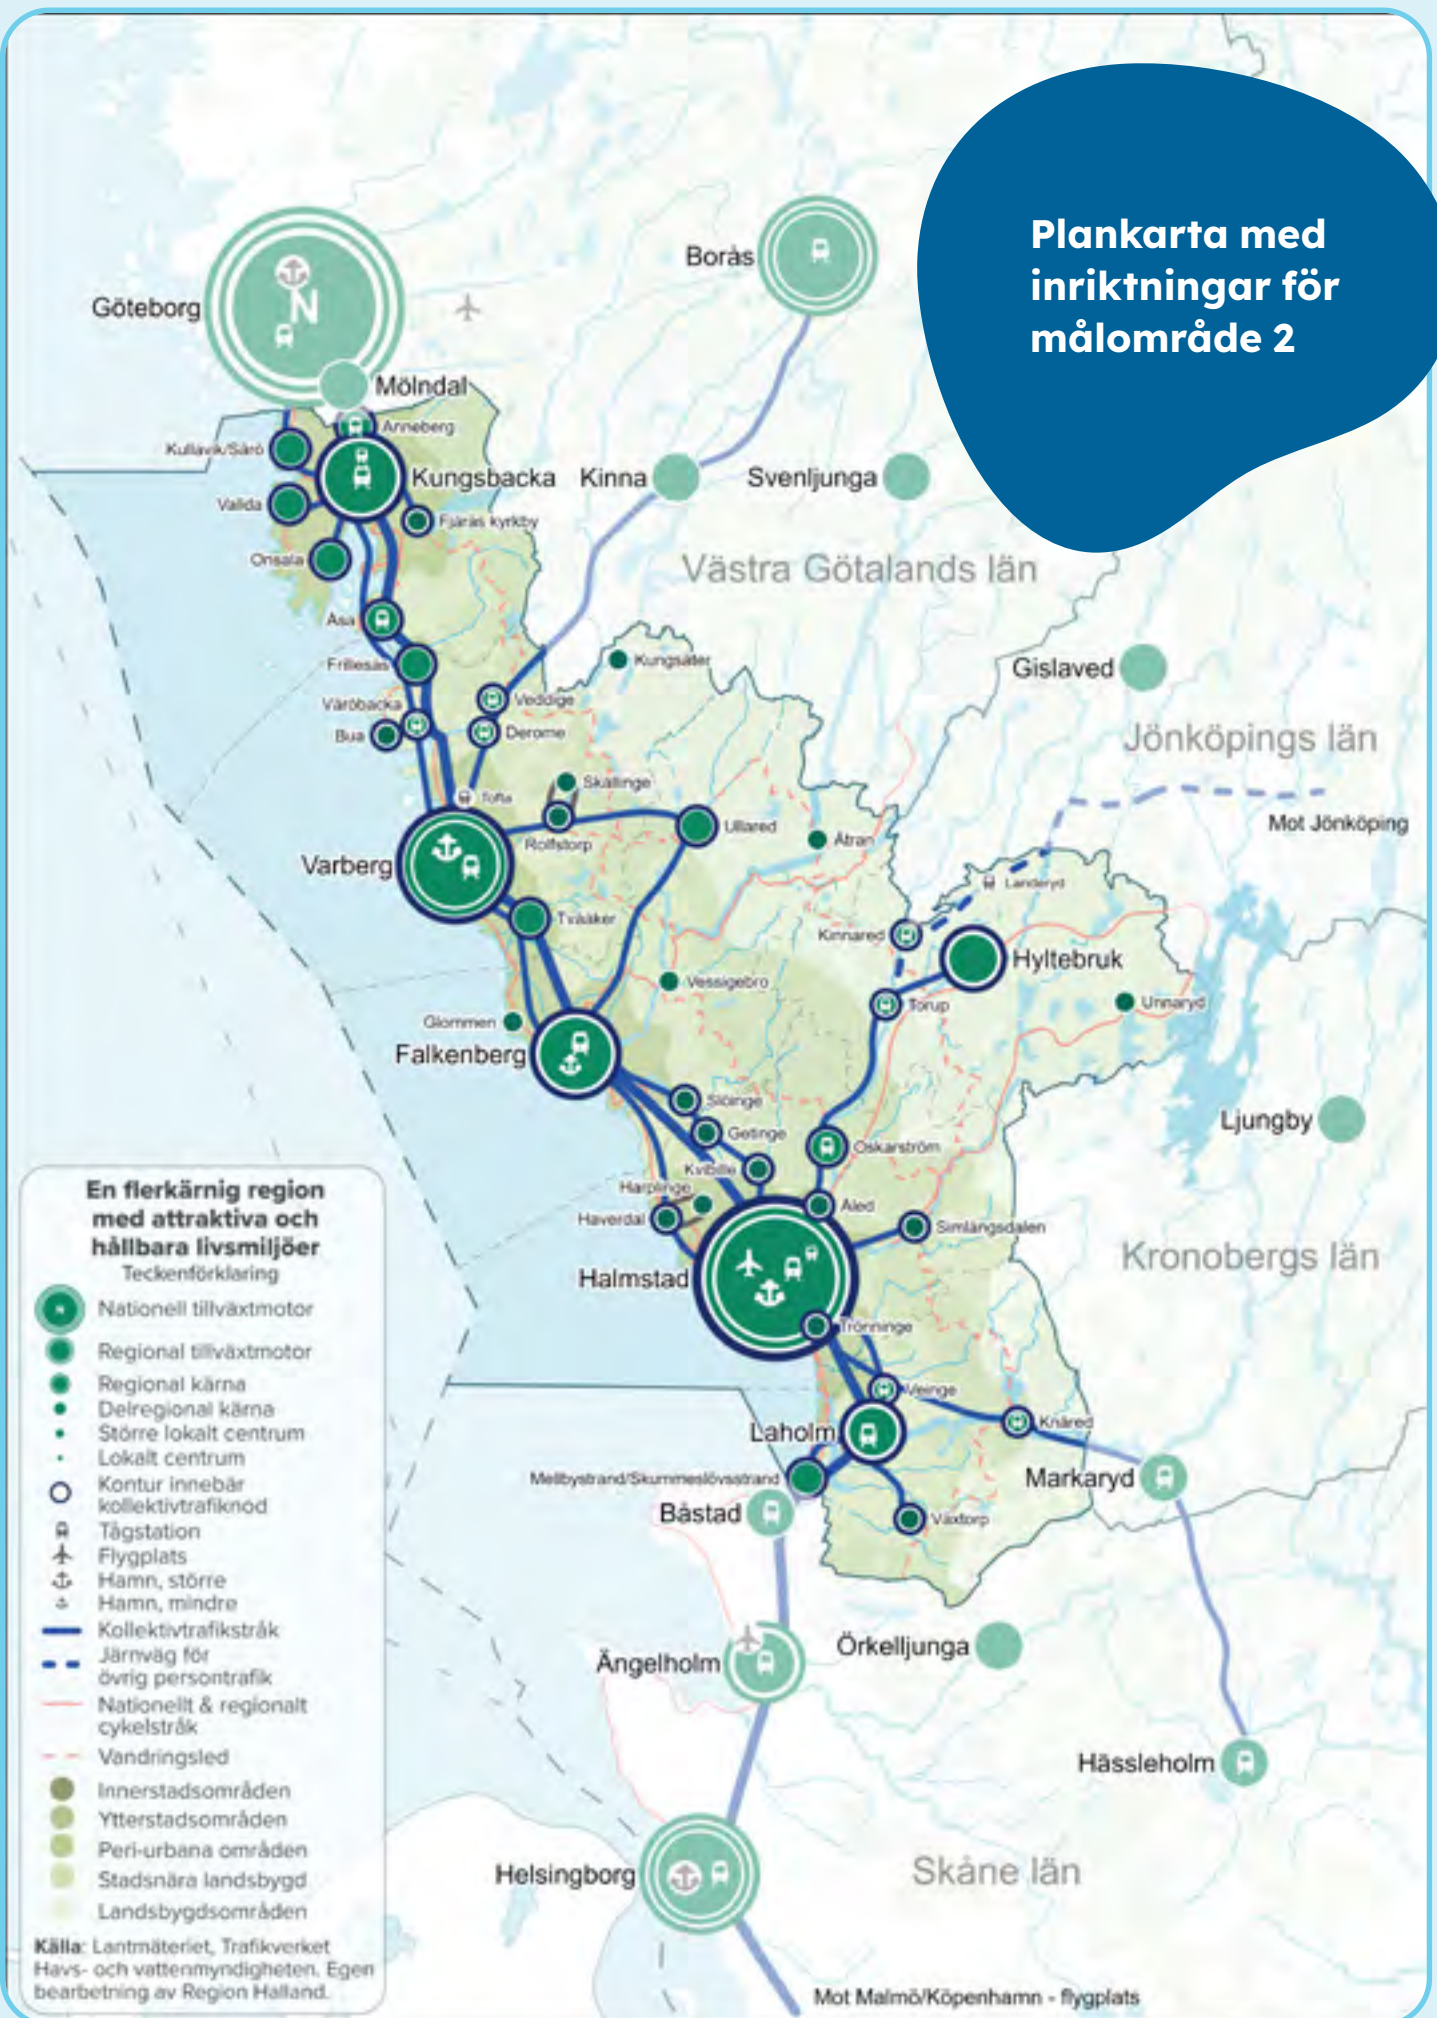 Plankarta med
inriktningar för
målområde 2
Borås
Göteborg
N
Mölndal
Anneberg
Kullavik/Särö
Kungsbacka
Kinna
Svenljunga
Vallda
Fjärås kyrkby
Onsala
Västra Götalands län
Åsa
Frillesås
Kungsäter
Gislaved
Veddige
Väröbacka
Bua
Derome
Jönköpings län
Skällinge
Tofta
Mot Jönköping
Rolfstorp
Ullared
Ätran
Varberg
Landeryd
Tvååker
Kinnared
Hyltebruk
Vessigebro
Torup
Unnaryd
Glommen
Falkenberg
Slöinge
Ljungby
Getinge
Oskarström
Kvibille
Harplinge
Haverdal
Åled
Simlångsdalen
Kronobergs län
Halmstad
Trönninge
Veinge
Laholm
Knäred
Mellbystrand/Skummeslövsstrand
Markaryd
Båstad
Våxtorp
Ängelholm
Örkelljunga
Hässleholm
Helsingborg
Skåne län
Mot Malmö/Köpenhamn - flygplats
En flerkärnig region
med attraktiva och
hållbara livsmiljöer
Teckenförklaring
N
Nationell tillväxtmotor
Regional tillväxtmotor
Regional kärna
Delregional kärna
Större lokalt centrum
Lokalt centrum
Kontur innebär
kollektivtrafiknod
Tågstation
Flygplats
Hamn, större
Hamn, mindre
Kollektivtrafikstråk
Järnväg för
övrig persontrafik
Nationellt & regionalt
cykelstråk
Vandringsled
Innerstadsområden
Ytterstadsområden
Peri-urbana områden
Stadsnära landsbygd
Landsbygdsområden
Källa: Lantmäteriet, Trafikverket
Havs- och vattenmyndigheten. Egen
bearbetning av Region Halland.